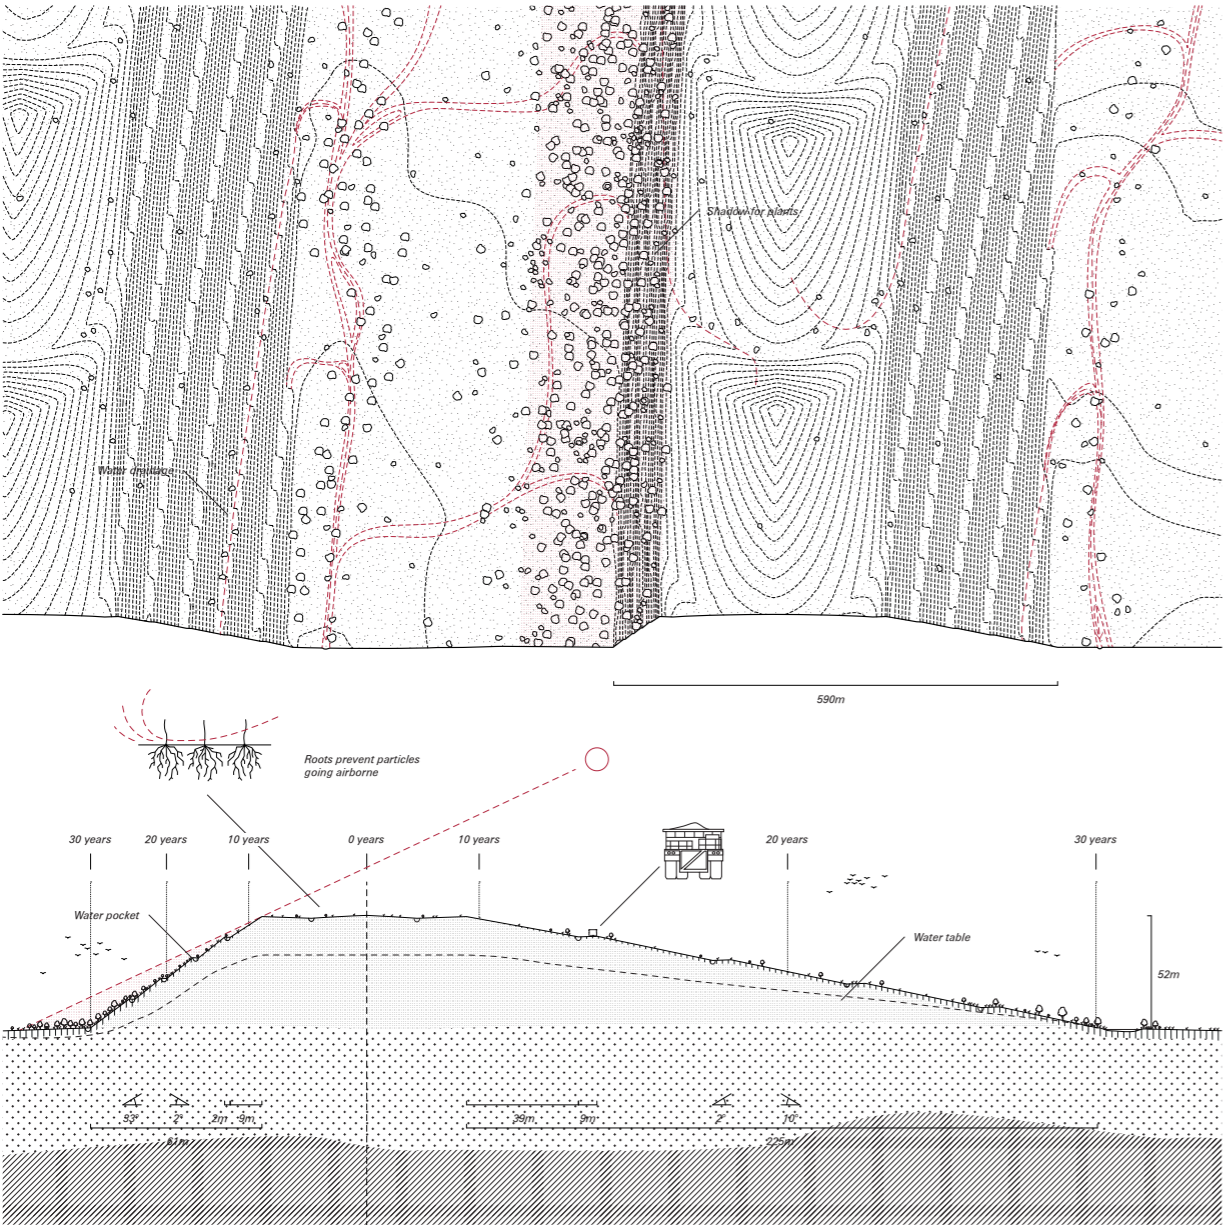 Shadow for plants
Water drainage
590m
Roots prevent particles
going airborne
30 years
20 years
10 years
0 years
10 years
20 years
30 years
Water pocket
Water table
52m
33°
2°
2m
9m
39m
9m
2°
10°
61m
225m